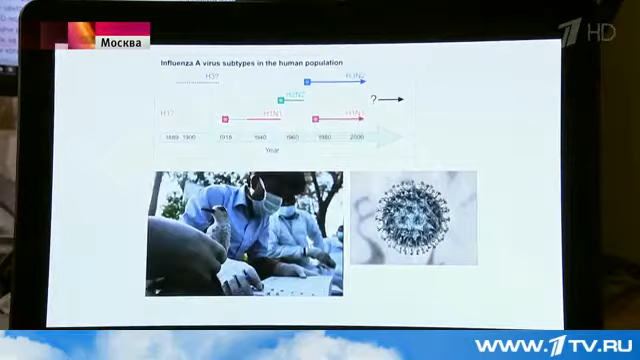 Москва
1 HD
Influenza A virus subtypes in the human population
H3? H3N2
H2N2
?
H1? H1N1 H1N1
1889 1900 1918 1940 1960 1980 2000
Year
WWW.1TV.RU